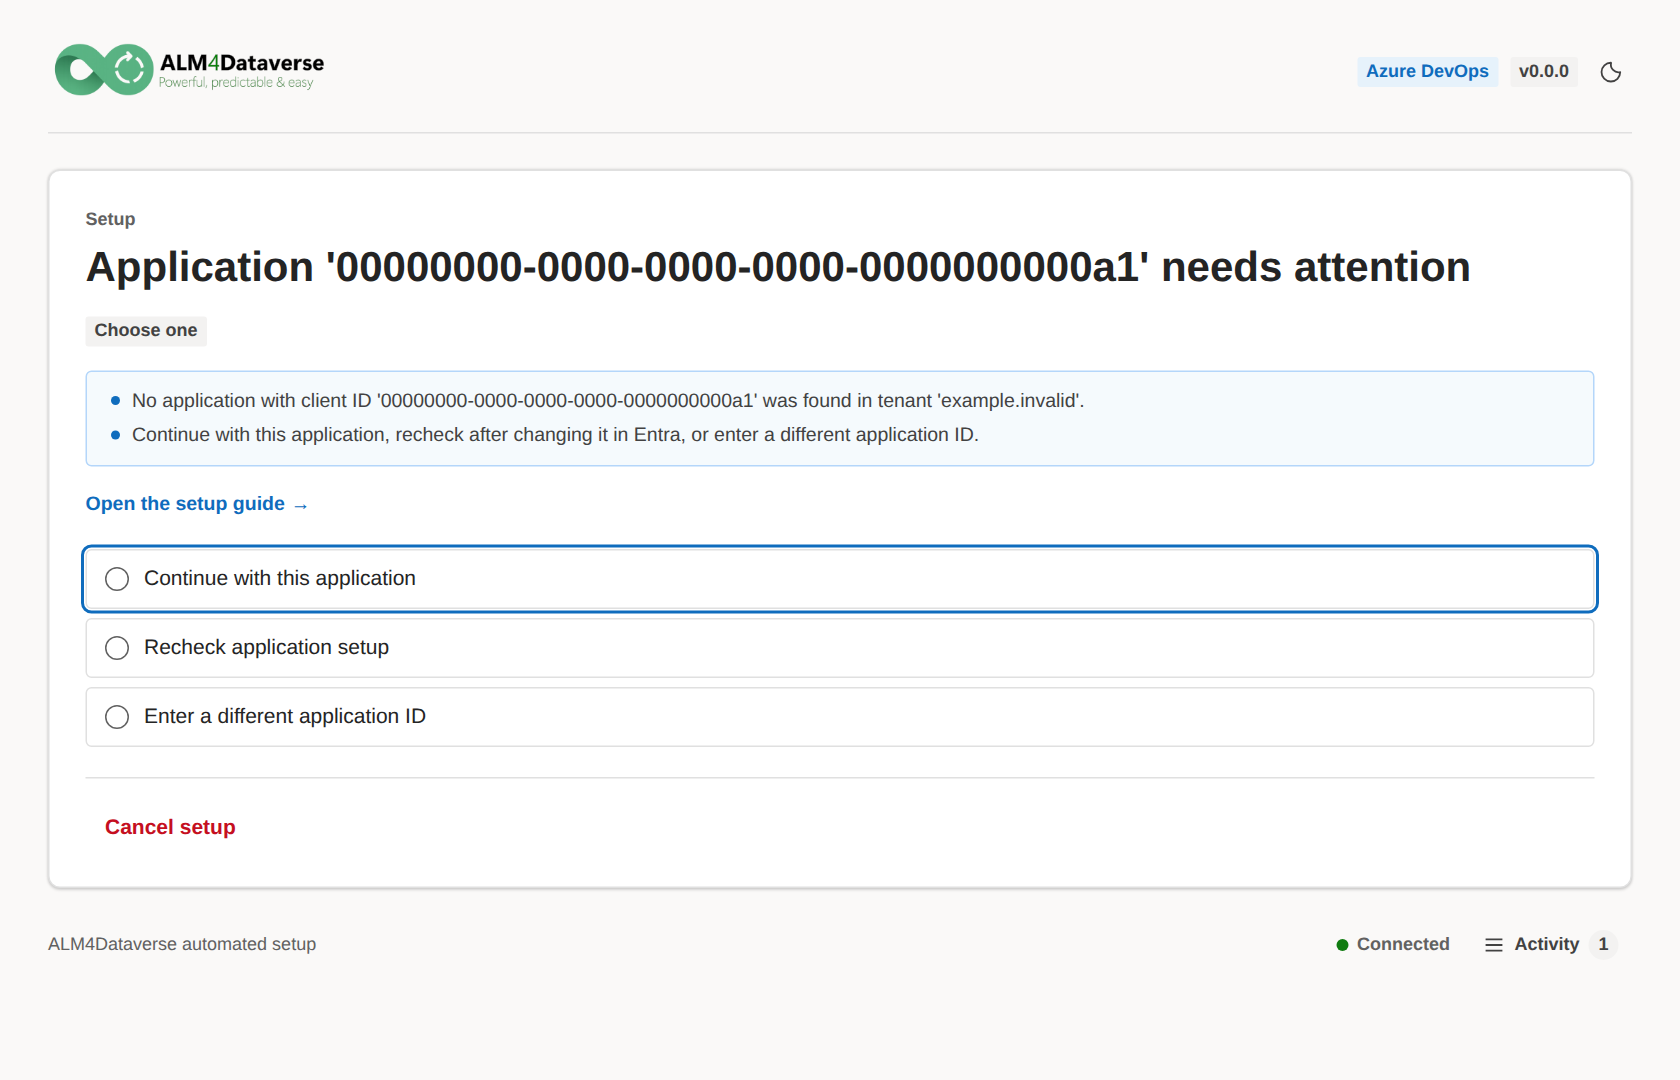 ALM4Dataverse
Powerful, predictable & easy
Azure DevOps
v0.0.0
Setup
Application '00000000-0000-0000-0000-0000000000a1' needs attention
Choose one
No application with client ID '00000000-0000-0000-0000-0000000000a1' was found in tenant 'example.invalid'.
Continue with this application, recheck after changing it in Entra, or enter a different application ID.
Open the setup guide →
Continue with this application
Recheck application setup
Enter a different application ID
Cancel setup
ALM4Dataverse automated setup
Connected
Activity 1